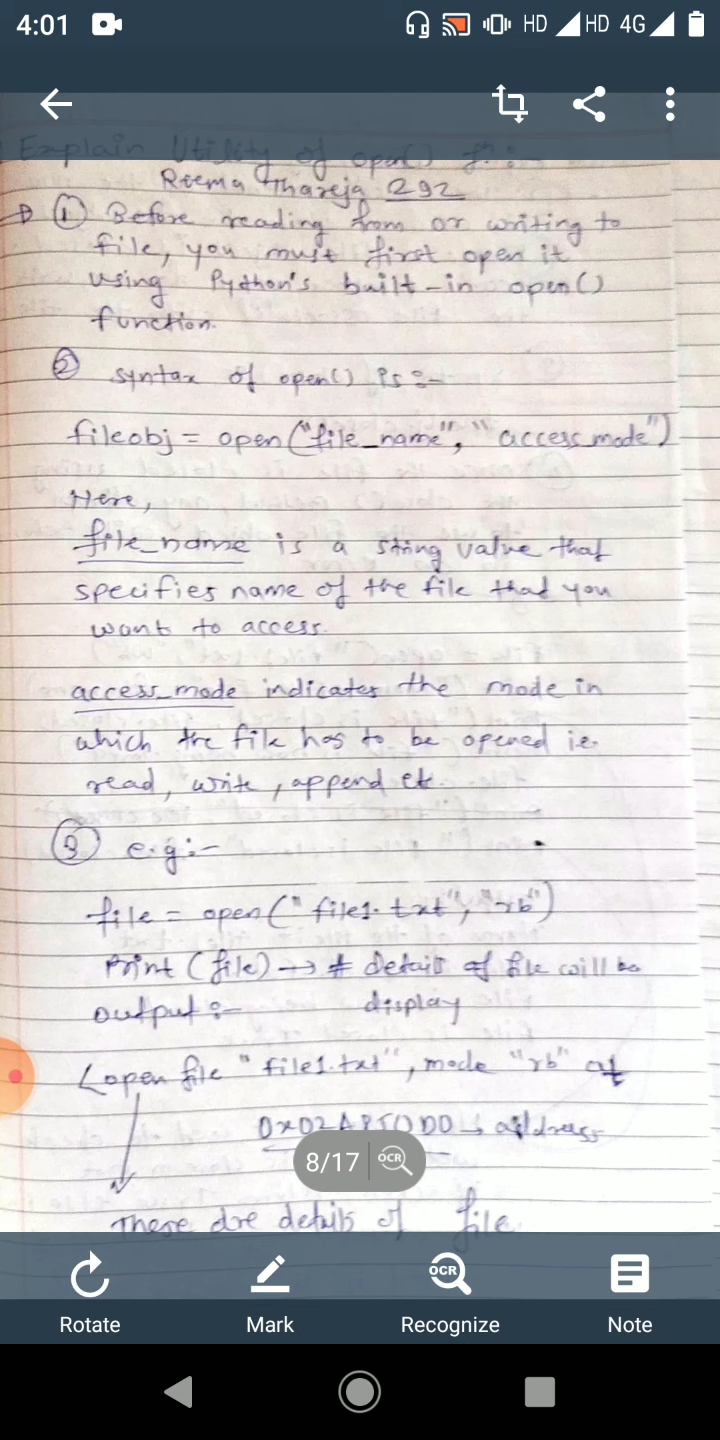 4:01 HD HD 4G
Explain Utility of open() fn :-
Reema Thareja 292
① Before reading from or writing to
file, you must first open it
using Python's built-in open()
function.
② syntax of open() is :-
fileobj = open("file_name", "access_mode")
Here,
file_name is a string value that
specifies name of the file that you
want to access.
access_mode indicates the mode in
which the file has to be opened i.e.
read, write, append etc.
③ e.g :-
file = open("file1.txt", "rb")
Print (file) → # details of file will be
output :- display
<open file "file1.txt", mode "rb" at
→ address
8/17 OCR
These are details of file
OCR
Rotate Mark Recognize Note